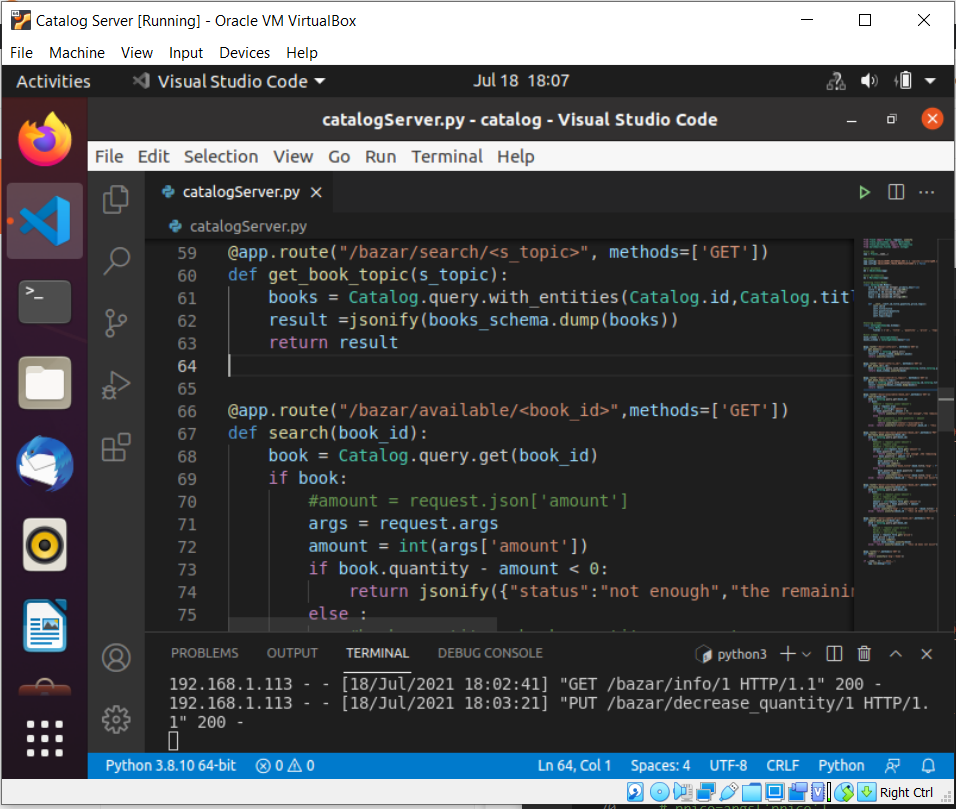 Catalog Server [Running] - Oracle VM VirtualBox
File Machine View Input Devices Help
Activities Visual Studio Code Jul 18 18:07
catalogServer.py - catalog - Visual Studio Code
File Edit Selection View Go Run Terminal Help
catalogServer.py
catalogServer.py
59 @app.route("/bazar/search/<s_topic>", methods=['GET'])
60 def get_book_topic(s_topic):
61 books = Catalog.query.with_entities(Catalog.id,Catalog.titl
62 result =jsonify(books_schema.dump(books))
63 return result
64
65
66 @app.route("/bazar/available/<book_id>",methods=['GET'])
67 def search(book_id):
68 book = Catalog.query.get(book_id)
69 if book:
70 #amount = request.json['amount']
71 args = request.args
72 amount = int(args['amount'])
73 if book.quantity - amount < 0:
74 return jsonify({"status":"not enough","the remainin
75 else :
PROBLEMS OUTPUT TERMINAL DEBUG CONSOLE python3
192.168.1.113 - - [18/Jul/2021 18:02:41] "GET /bazar/info/1 HTTP/1.1" 200 -
192.168.1.113 - - [18/Jul/2021 18:03:21] "PUT /bazar/decrease_quantity/1 HTTP/1.
1" 200 -
Python 3.8.10 64-bit 0 0 Ln 64, Col 1 Spaces: 4 UTF-8 CRLF Python
Right Ctrl